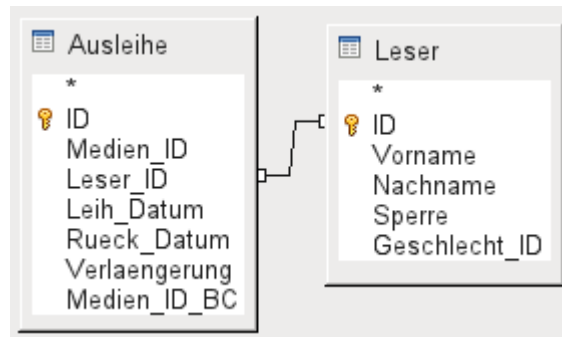 Ausleihe
*
ID
Medien_ID
Leser_ID
Leih_Datum
Rueck_Datum
Verlaengerung
Medien_ID_BC
Leser
*
ID
Vorname
Nachname
Sperre
Geschlecht_ID